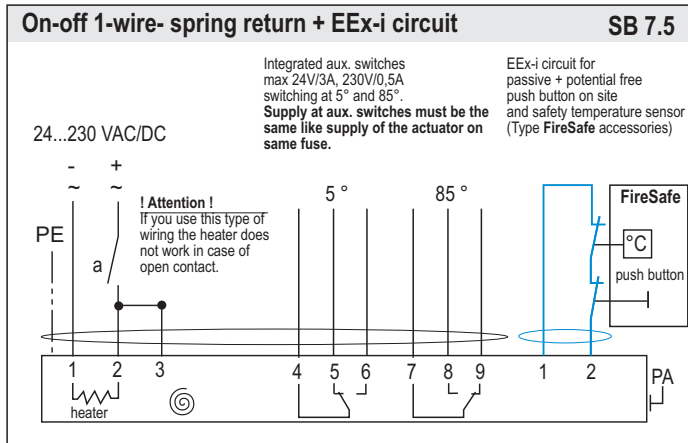 On-off 1-wire- spring return + EEx-i circuit SB 7.5
Integrated aux. switches
max 24V/3A, 230V/0,5A
switching at 5° and 85°.
Supply at aux. switches must be the
same like supply of the actuator on
same fuse.
EEx-i circuit for
passive + potential free
push button on site
and safety temperature sensor
(Type FireSafe accessories)
24...230 VAC/DC
- +
~ ~
! Attention !
If you use this type of
wiring the heater does
not work in case of
open contact.
PE
a
5 ° 85 °
FireSafe
°C
push button
1 2 3 4 5 6 7 8 9 1 2
PA
heater